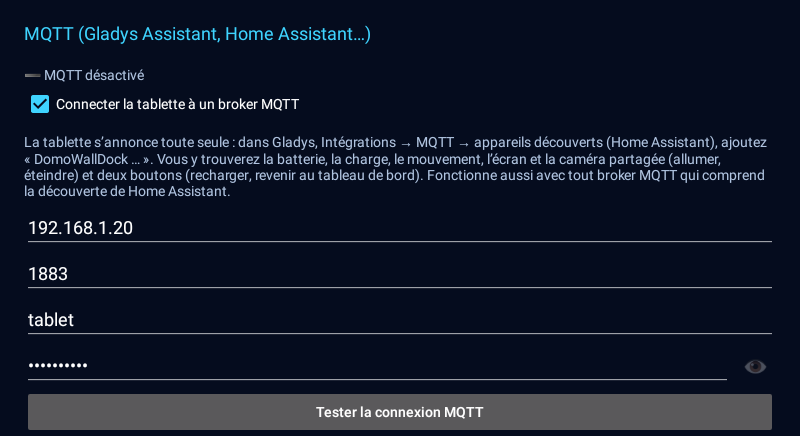 MQTT (Gladys Assistant, Home Assistant…)
MQTT désactivé
Connecter la tablette à un broker MQTT
La tablette s’annonce toute seule : dans Gladys, Intégrations → MQTT → appareils découverts (Home Assistant), ajoutez
« DomoWallDock … ». Vous y trouverez la batterie, la charge, le mouvement, l’écran et la caméra partagée (allumer,
éteindre) et deux boutons (recharger, revenir au tableau de bord). Fonctionne aussi avec tout broker MQTT qui comprend
la découverte de Home Assistant.
192.168.1.20
1883
tablet
••••••••••
Tester la connexion MQTT